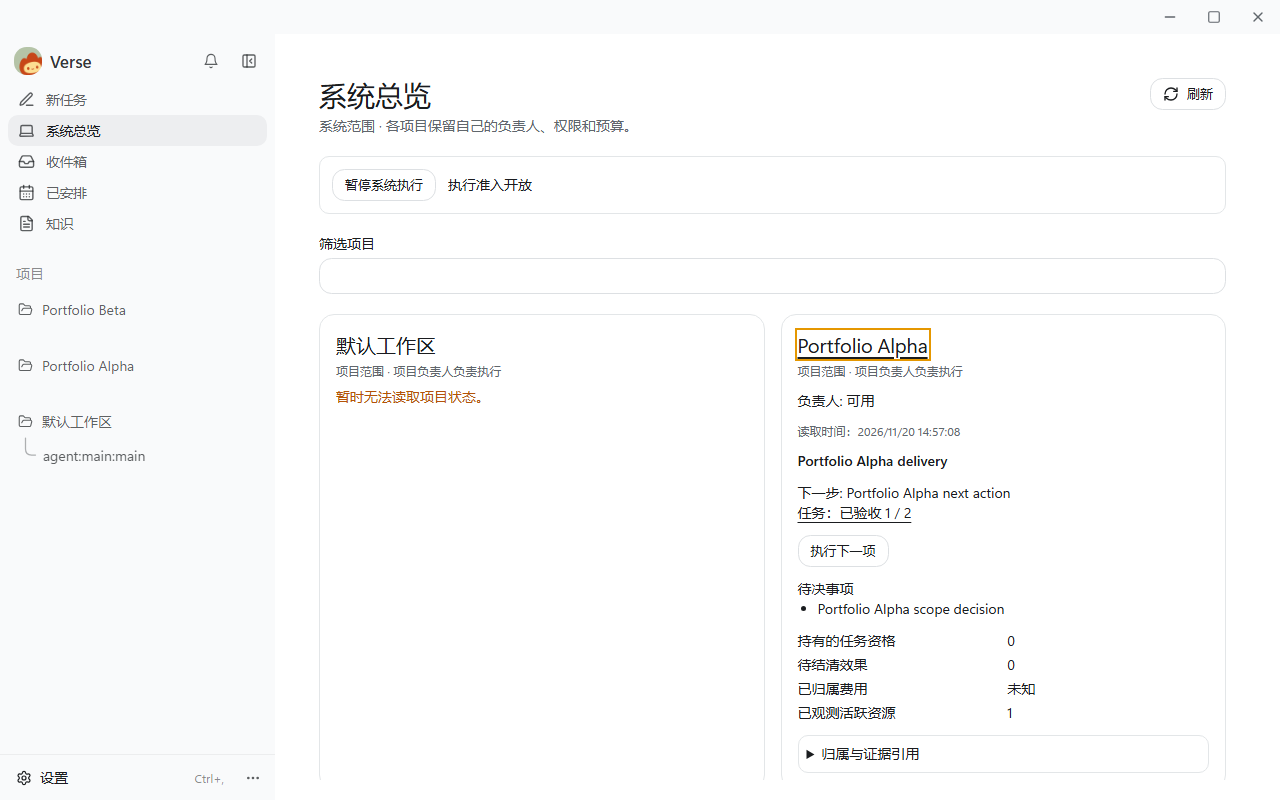 Verse
新任务
系统总览
收件箱
已安排
知识
项目
Portfolio Beta
Portfolio Alpha
默认工作区
agent:main:main
设置
Ctrl+,
系统总览
刷新
系统范围 · 各项目保留自己的负责人、权限和预算。
暂停系统执行
执行准入开放
筛选项目
默认工作区
项目范围 · 项目负责人负责执行
暂时无法读取项目状态。
Portfolio Alpha
项目范围 · 项目负责人负责执行
负责人: 可用
读取时间：2026/11/20 14:57:08
Portfolio Alpha delivery
下一步: Portfolio Alpha next action
任务：已验收 1 / 2
执行下一项
待决事项
Portfolio Alpha scope decision
持有的任务资格 0
待结清效果 0
已归属费用 未知
已观测活跃资源 1
归属与证据引用